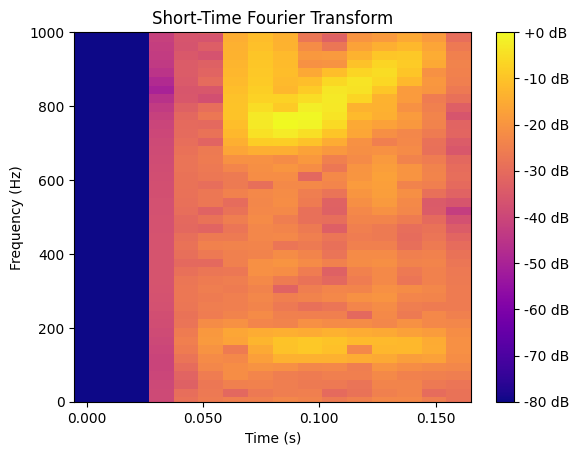 Short-Time Fourier Transform
Frequency (Hz)
1000
800
600
400
200
0
0.000
0.050
0.100
0.150
Time (s)
+0 dB
-10 dB
-20 dB
-30 dB
-40 dB
-50 dB
-60 dB
-70 dB
-80 dB